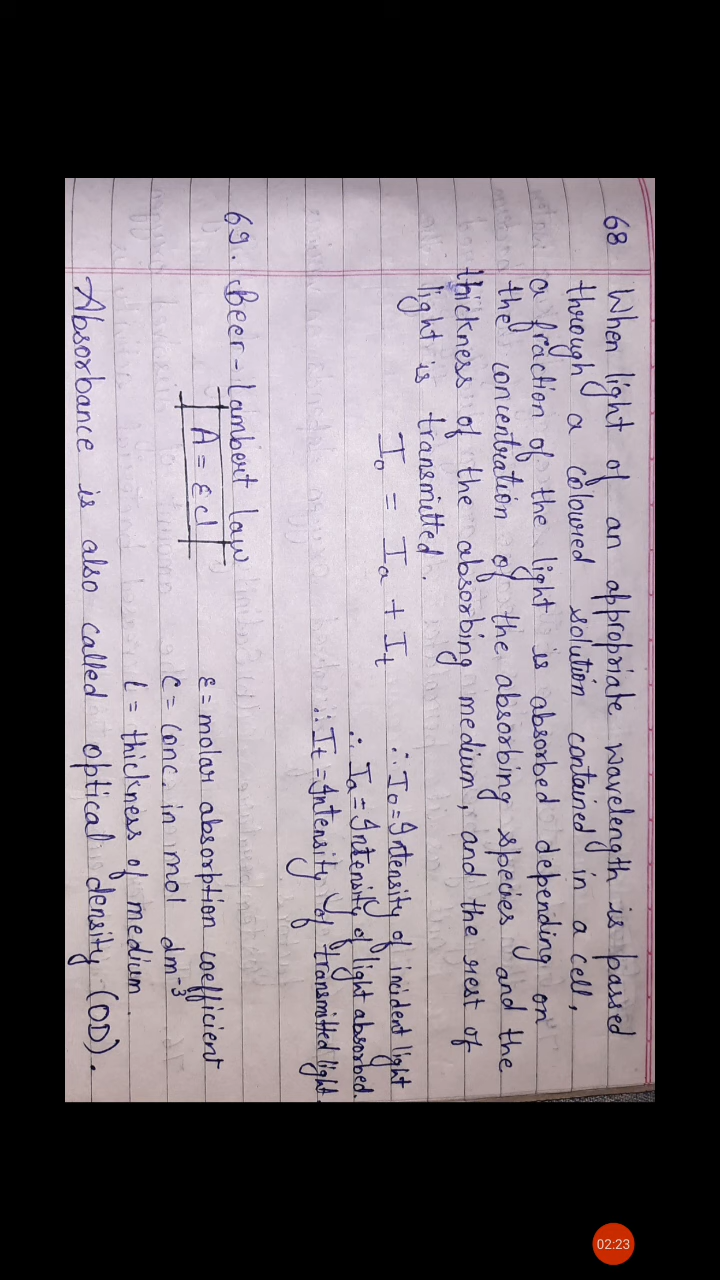 68 When light of an appropriate wavelength is passed
through a coloured solution contained in a cell,
a fraction of the light is absorbed depending on
the concentration of the absorbing species and the
thickness of the absorbing medium, and the rest of
light is transmitted.
I₀ = Iₐ + Iₜ
∴ I₀ = Intensity of incident light
∴ Iₐ = Intensity of light absorbed.
∴ Iₜ = Intensity of transmitted light.
69. Beer-Lambert law
A = εcl
ε = molar absorption coefficient
c = conc. in mol dm⁻³
l = thickness of medium.
Absorbance is also called optical density (OD).
02:23